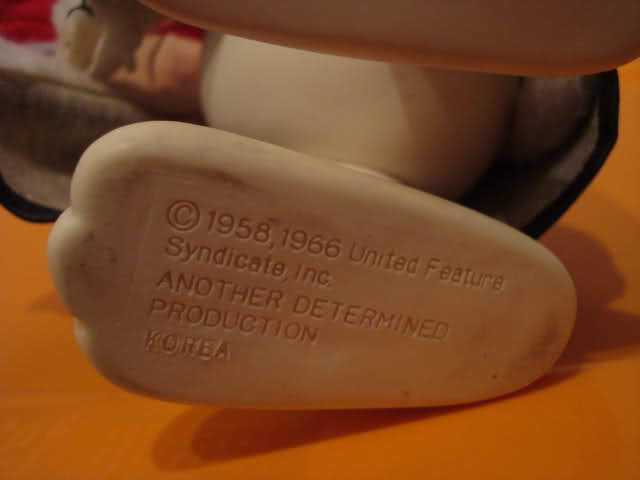 © 1958, 1966 United Feature
Syndicate, Inc.
ANOTHER DETERMINED
PRODUCTION
KOREA